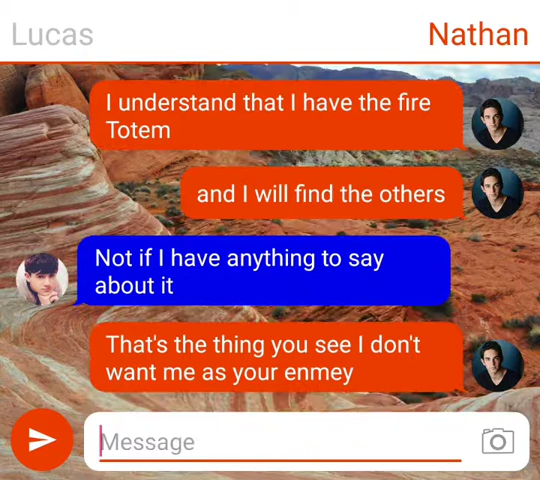 Lucas
Nathan
I understand that I have the fire
Totem
and I will find the others
Not if I have anything to say
about it
That's the thing you see I don't
want me as your enmey
Message